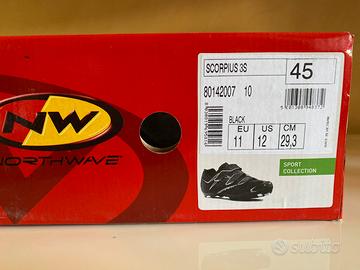 SCORPIUS 3S
45
80142007 10
BLACK
EU US CM
11 12 29,3
SPORT
COLLECTION
NW
NORTHWAVE
subito